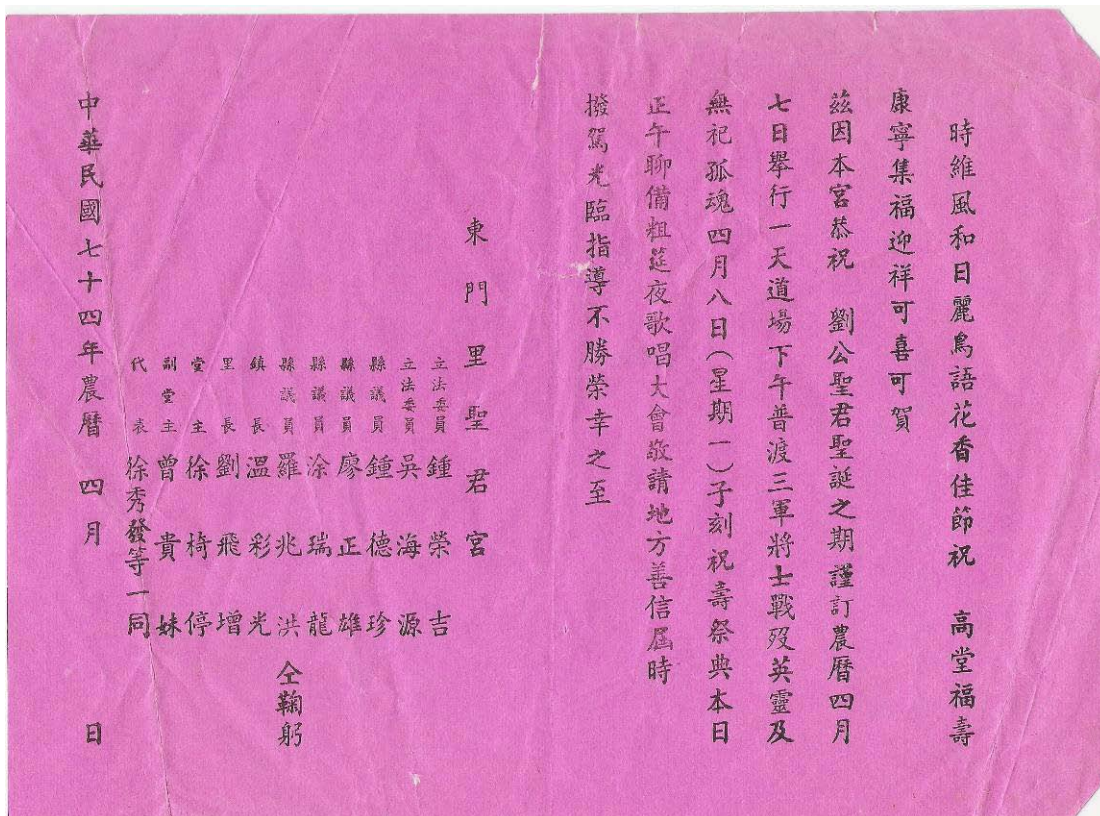 時維風和日麗鳥語花香佳節祝　高堂福壽
康寧集福迎祥可喜可賀
茲因本宮恭祝　劉公聖君聖誕之期謹訂農曆四月
七日舉行一天道場下午普渡三軍將士戰歿英靈及
無祀孤魂四月八日(星期一)子刻祝壽祭典本日
正午聊備粗筵夜歌唱大會敬請地方善信屆時
撥駕光臨指導不勝榮幸之至
東門里聖君宮
立法委員　鍾榮吉
立法委員　吳海源
縣議員　鍾德珍
縣議員　廖正雄
縣議員　涂瑞龍
縣議員　羅兆洪
鎮長　溫彩光
里長　劉飛增
堂主　徐椅停
副堂主　曾貴妹
代表　徐秀發等一同
仝鞠躬
中華民國七十四年農曆　四月　日